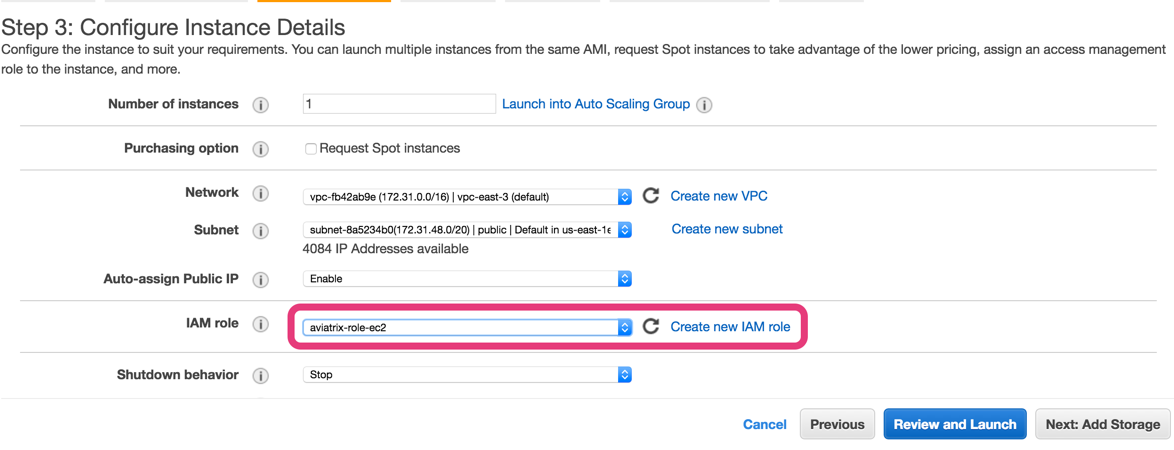 Step 3: Configure Instance Details
Configure the instance to suit your requirements. You can launch multiple instances from the same AMI, request Spot instances to take advantage of the lower pricing, assign an access management
role to the instance, and more.
Number of instances i 1 Launch into Auto Scaling Group i
Purchasing option i Request Spot instances
Network i vpc-fb42ab9e (172.31.0.0/16) | vpc-east-3 (default) Create new VPC
Subnet i subnet-8a5234b0(172.31.48.0/20) | public | Default in us-east-1e Create new subnet
4084 IP Addresses available
Auto-assign Public IP i Enable
IAM role i aviatrix-role-ec2 Create new IAM role
Shutdown behavior i Stop
Cancel Previous Review and Launch Next: Add Storage